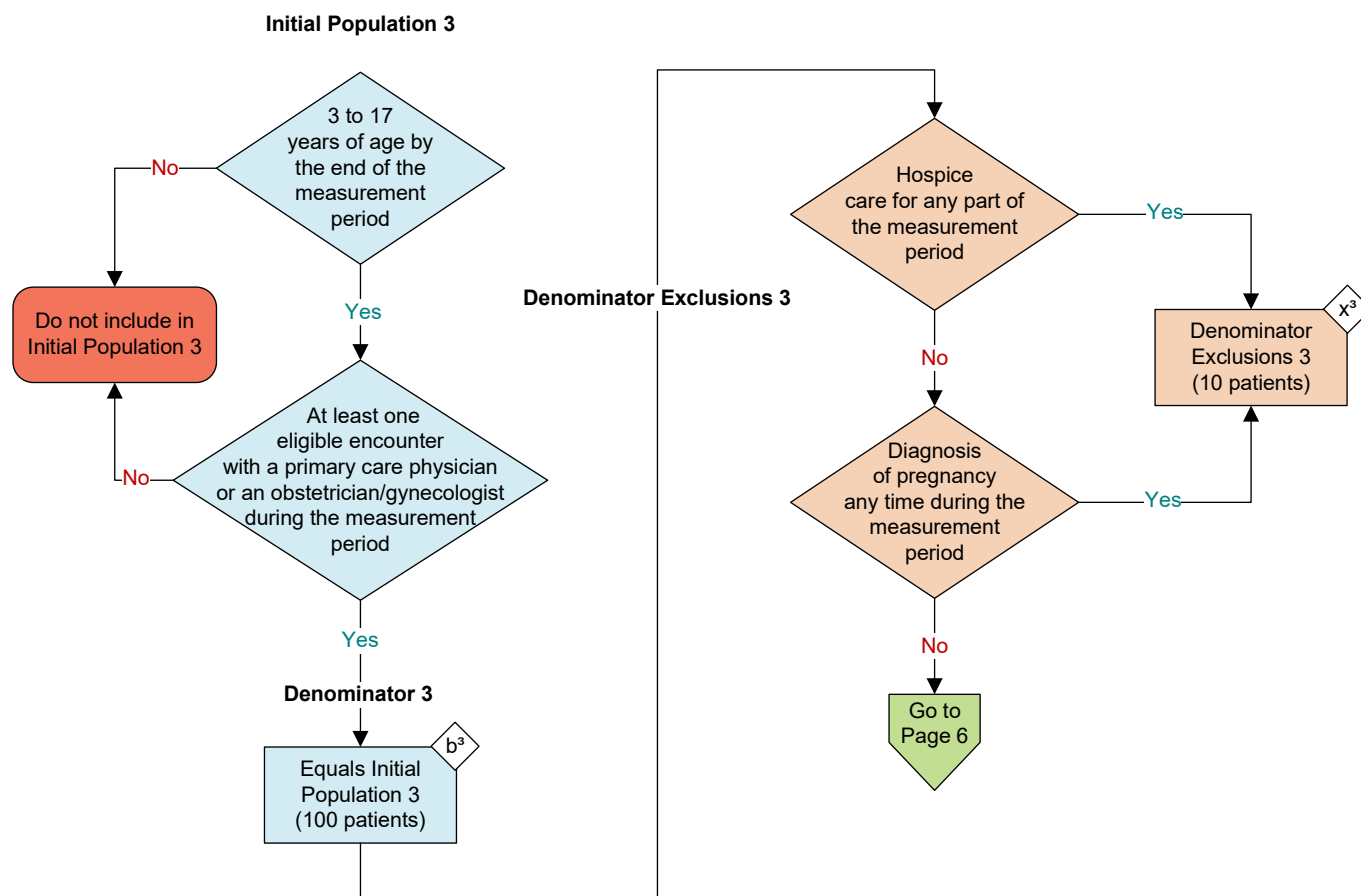 Initial Population 3
3 to 17
years of age by
the end of the
measurement
period
No
Yes
Do not include in
Initial Population 3
At least one
eligible encounter
with a primary care physician
or an obstetrician/gynecologist
during the measurement
period
No
Yes
Denominator 3
b³
Equals Initial
Population 3
(100 patients)
Denominator Exclusions 3
Hospice
care for any part of
the measurement
period
Yes
No
x³
Denominator
Exclusions 3
(10 patients)
Diagnosis
of pregnancy
any time during the
measurement
period
Yes
No
Go to
Page 6